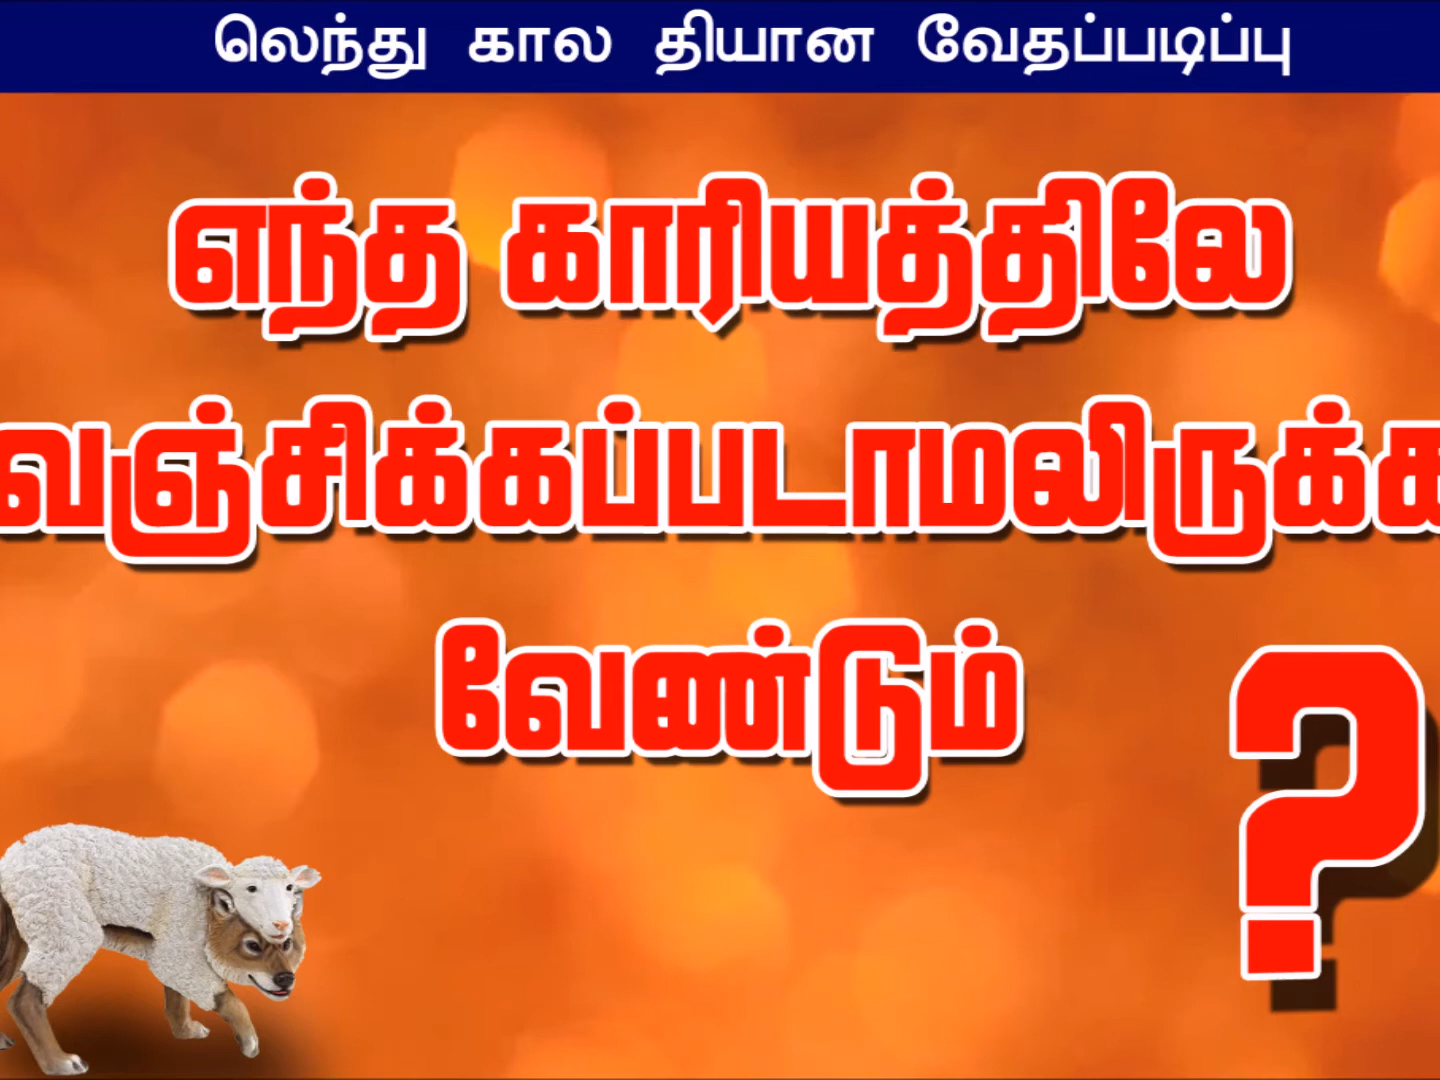 லெந்து கால தியான வேதப்படிப்பு
எந்த காரியத்திலே
வஞ்சிக்கப்படாமலிருக்க
வேண்டும்
?